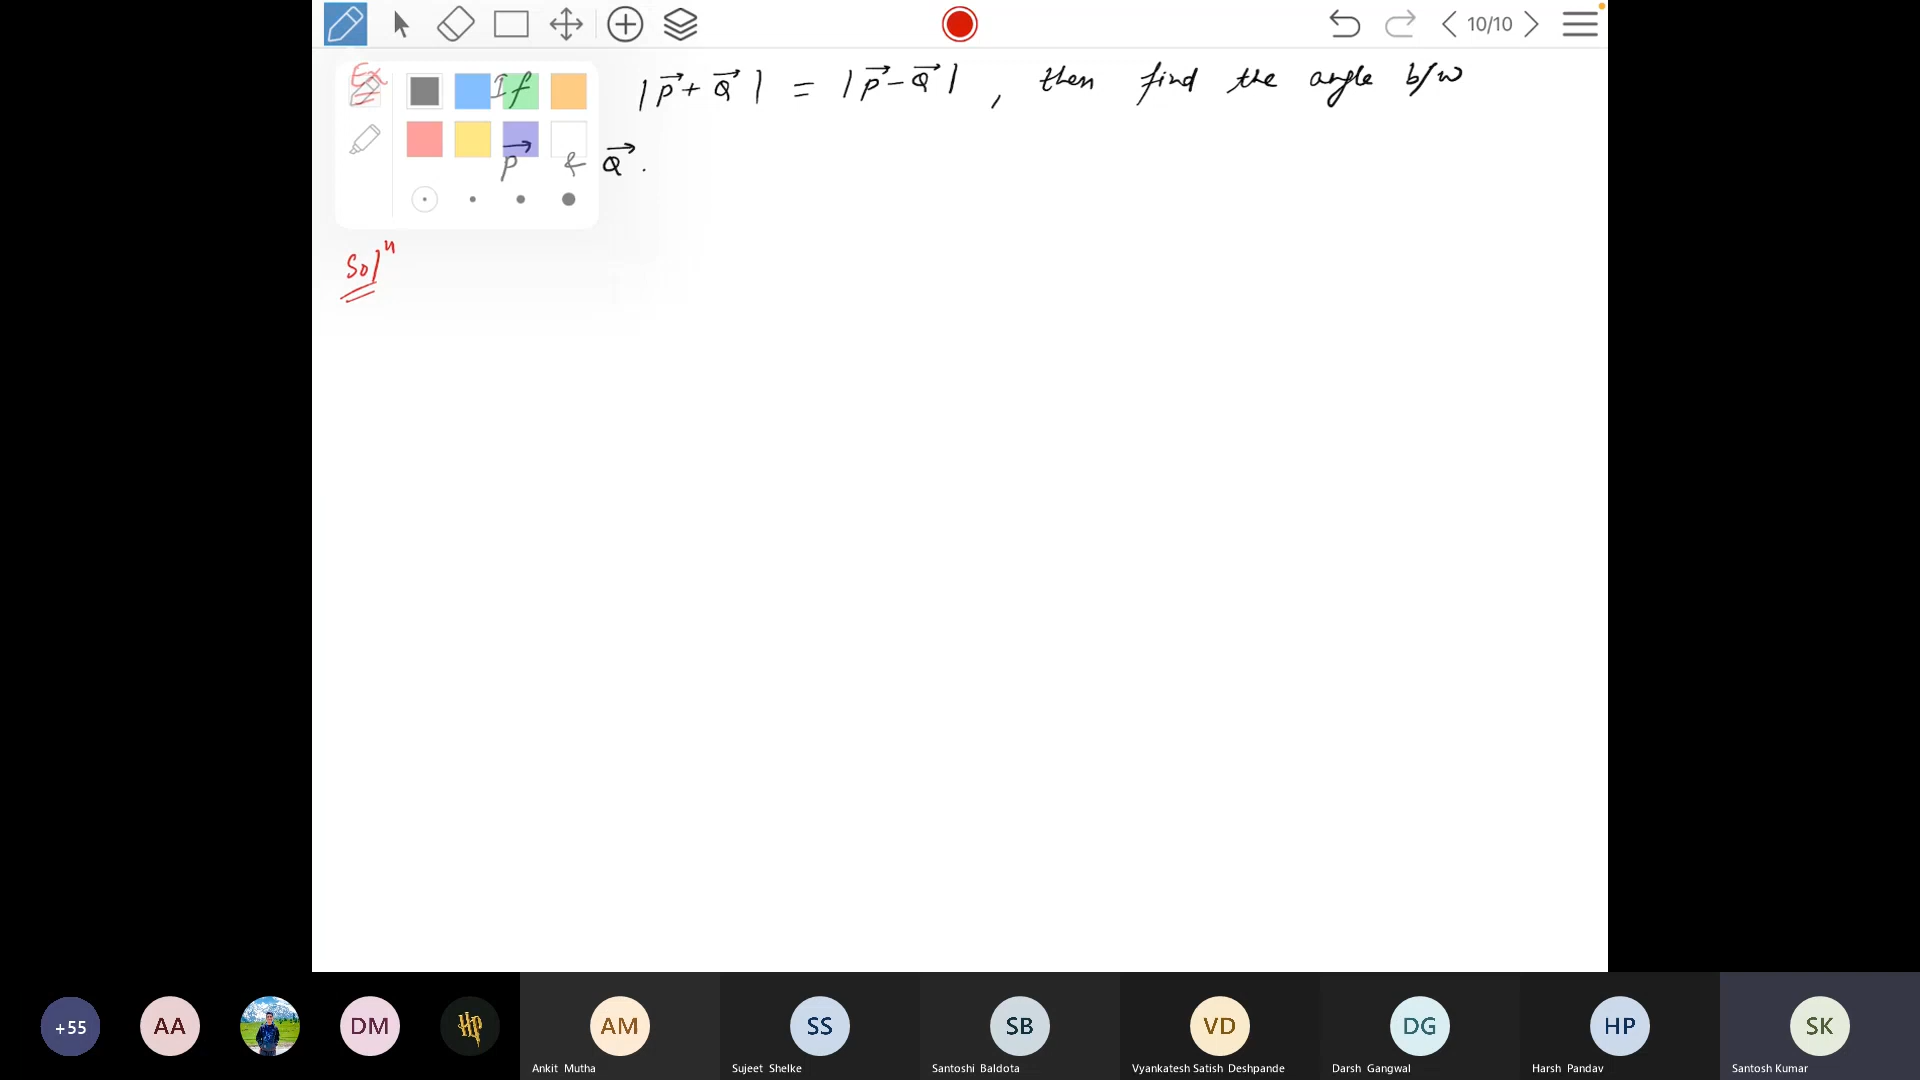 10/10
Ex If |P⃗ + Q⃗| = |P⃗ − Q⃗| , then find the angle b/w
P⃗ & Q⃗ .
Solⁿ
+55 AA DM HP AM SS SB VD DG HP SK
Ankit Mutha Sujeet Shelke Santoshi Baldota Vyankatesh Satish Deshpande Darsh Gangwal Harsh Pandav Santosh Kumar